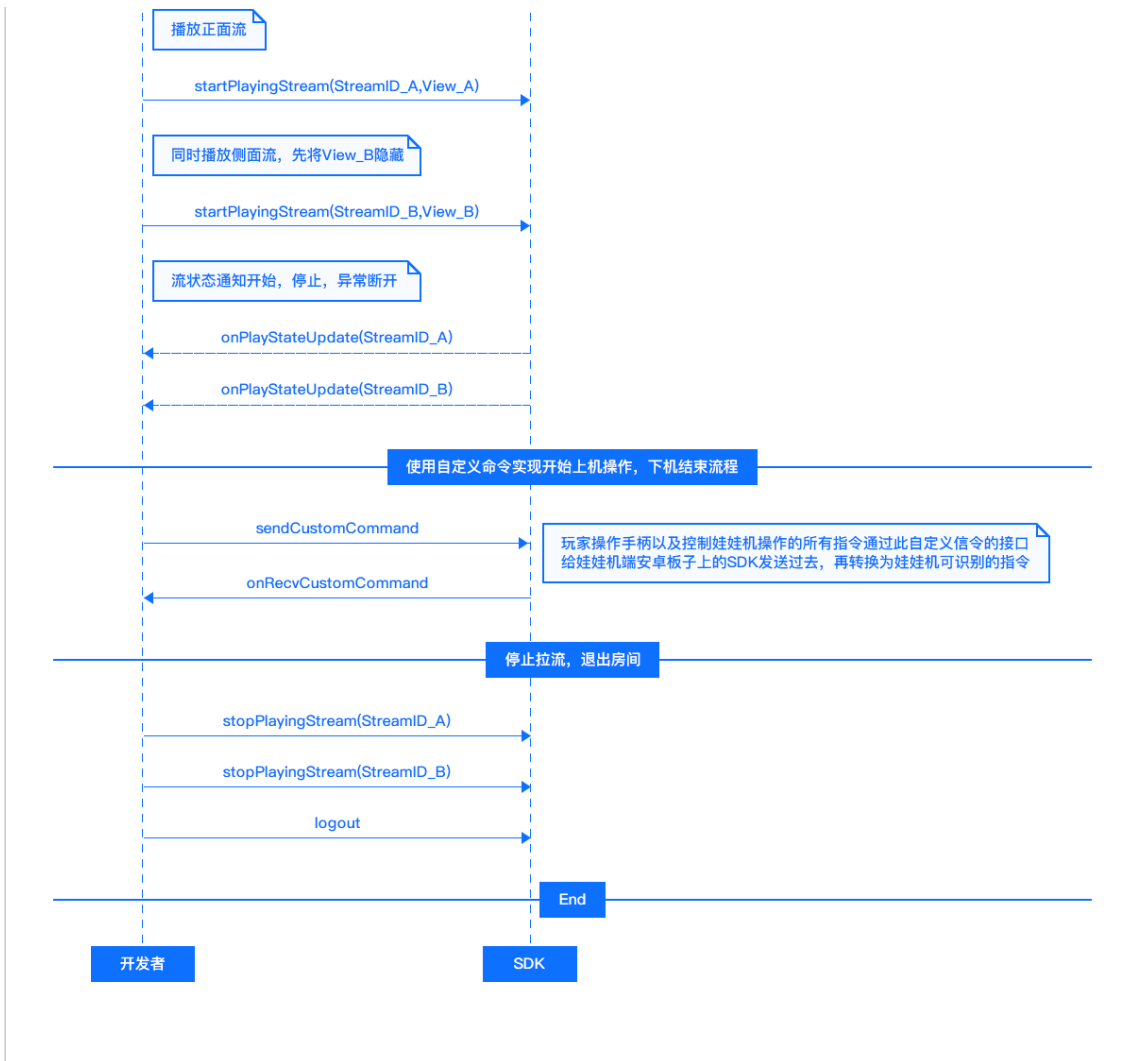 播放正面流
startPlayingStream(StreamID_A,View_A)
同时播放侧面流，先将View_B隐藏
startPlayingStream(StreamID_B,View_B)
流状态通知开始，停止，异常断开
onPlayStateUpdate(StreamID_A)
onPlayStateUpdate(StreamID_B)
使用自定义命令实现开始上机操作，下机结束流程
sendCustomCommand
玩家操作手柄以及控制娃娃机操作的所有指令通过此自定义信令的接口
给娃娃机端安卓板子上的SDK发送过去，再转换为娃娃机可识别的指令
onRecvCustomCommand
停止拉流，退出房间
stopPlayingStream(StreamID_A)
stopPlayingStream(StreamID_B)
logout
End
开发者
SDK